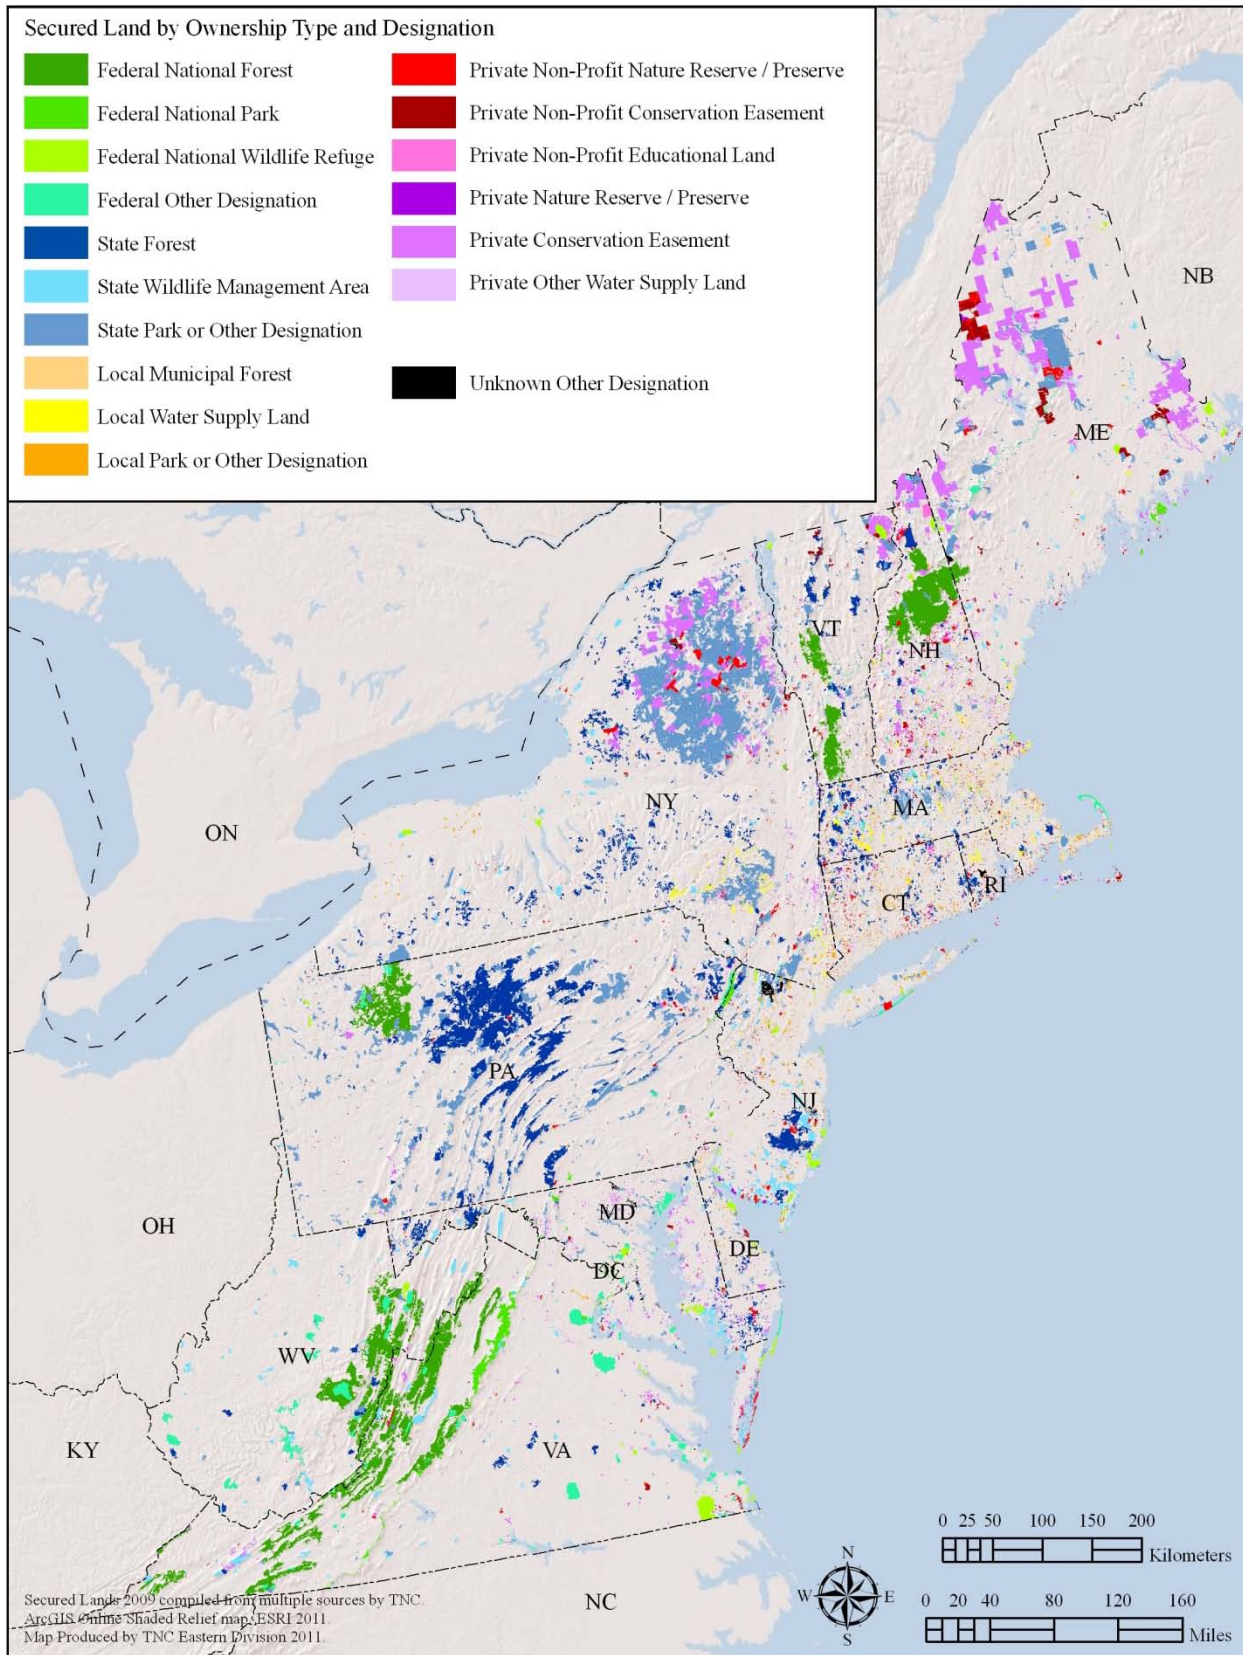 Secured Land by Ownership Type and Designation
Federal National Forest
Federal National Park
Federal National Wildlife Refuge
Federal Other Designation
State Forest
State Wildlife Management Area
State Park or Other Designation
Local Municipal Forest
Local Water Supply Land
Local Park or Other Designation
Private Non-Profit Nature Reserve / Preserve
Private Non-Profit Conservation Easement
Private Non-Profit Educational Land
Private Nature Reserve / Preserve
Private Conservation Easement
Private Other Water Supply Land
Unknown Other Designation
NB
ME
VT
NH
NY
MA
ON
CT
RI
PA
NJ
OH
MD
DE
DC
WV
KY
VA
NC
0 25 50 100 150 200
Kilometers
0 20 40 80 120 160
Miles
N
W
E
S
Secured Lands 2009 compiled from multiple sources by TNC.
ArcGIS Online Shaded Relief map, ESRI 2011.
Map Produced by TNC Eastern Division 2011.